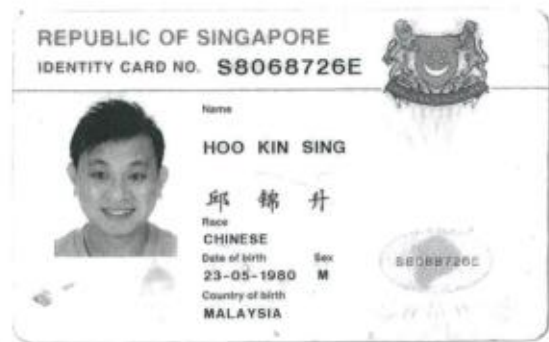 REPUBLIC OF SINGAPORE
IDENTITY CARD NO. S8068726E
Name
HOO KIN SING
邱 锦 升
Race
CHINESE
Date of birth Sex
23-05-1980 M
Country of birth
MALAYSIA